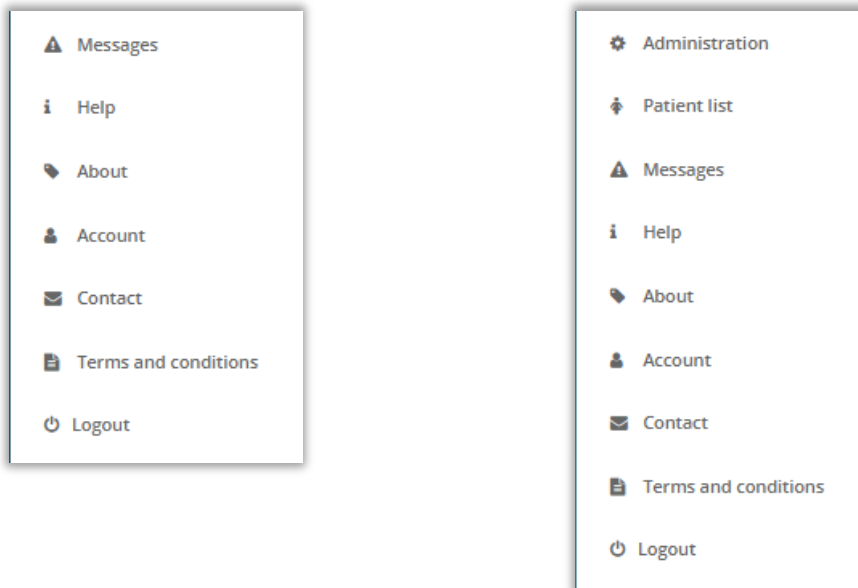 Messages
Help
About
Account
Contact
Terms and conditions
Logout
Administration
Patient list
Messages
Help
About
Account
Contact
Terms and conditions
Logout